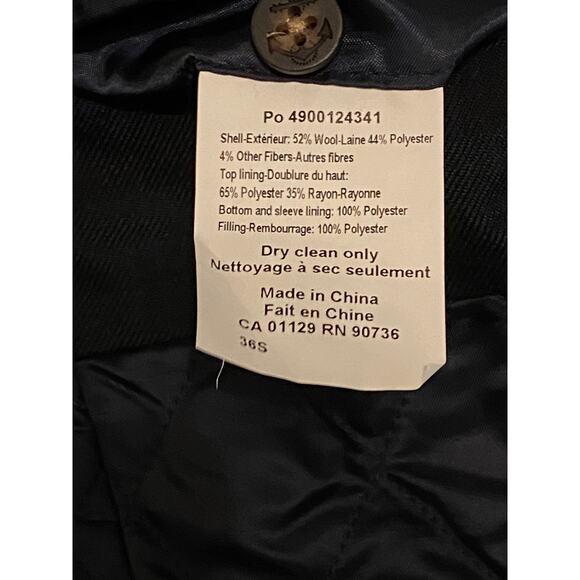 Po 4900124341
Shell-Extérieur: 52% Wool-Laine 44% Polyester
4% Other Fibers-Autres fibres
Top lining-Doublure du haut:
65% Polyester 35% Rayon-Rayonne
Bottom and sleeve lining: 100% Polyester
Filling-Rembourrage: 100% Polyester
Dry clean only
Nettoyage à sec seulement
Made in China
Fait en Chine
CA 01129 RN 90736
36S